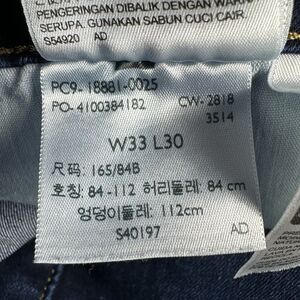 PENGERINGAN DIBALIK DENGAN WARNA
SERUPA. GUNAKAN SABUN CUCI CAIR.
S54920 AD
PC9-18881-0025
PO-4100384182 CW-2818
3514
W33 L30
尺码: 165/84B
호칭: 84-112 허리둘레: 84 cm
엉덩이둘레: 112cm
S40197 AD